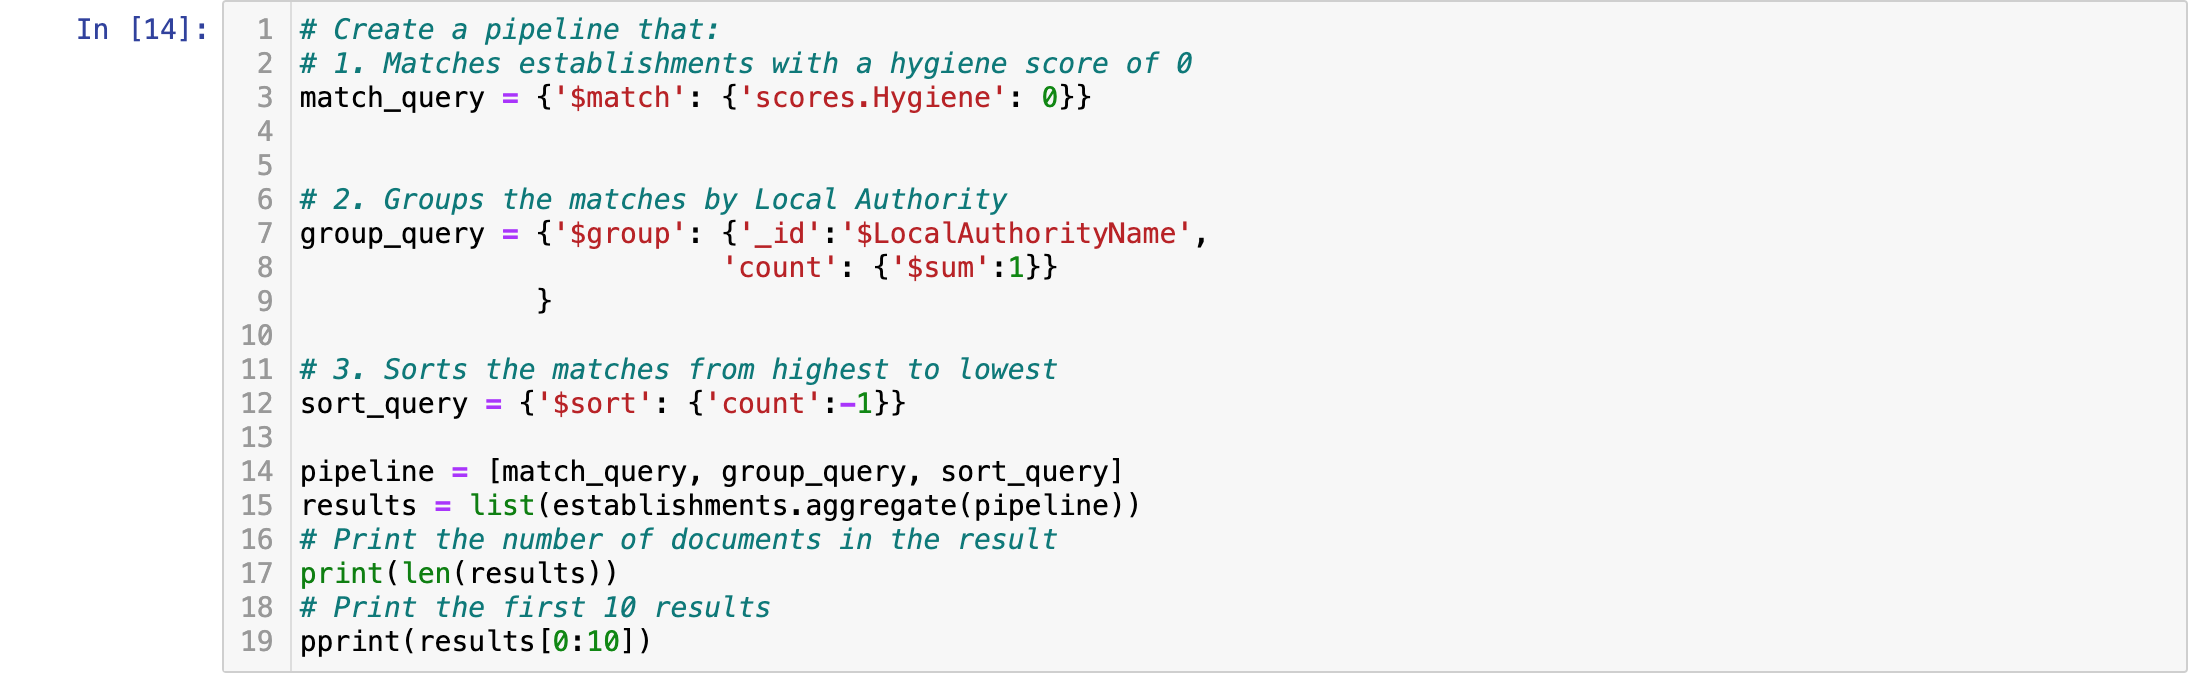 In [14]:
1 # Create a pipeline that:
2 # 1. Matches establishments with a hygiene score of 0
3 match_query = {'$match': {'scores.Hygiene': 0}}
4
5
6 # 2. Groups the matches by Local Authority
7 group_query = {'$group': {'_id':'$LocalAuthorityName',
8                          'count': {'$sum':1}}
9               }
10
11 # 3. Sorts the matches from highest to lowest
12 sort_query = {'$sort': {'count':-1}}
13
14 pipeline = [match_query, group_query, sort_query]
15 results = list(establishments.aggregate(pipeline))
16 # Print the number of documents in the result
17 print(len(results))
18 # Print the first 10 results
19 pprint(results[0:10])